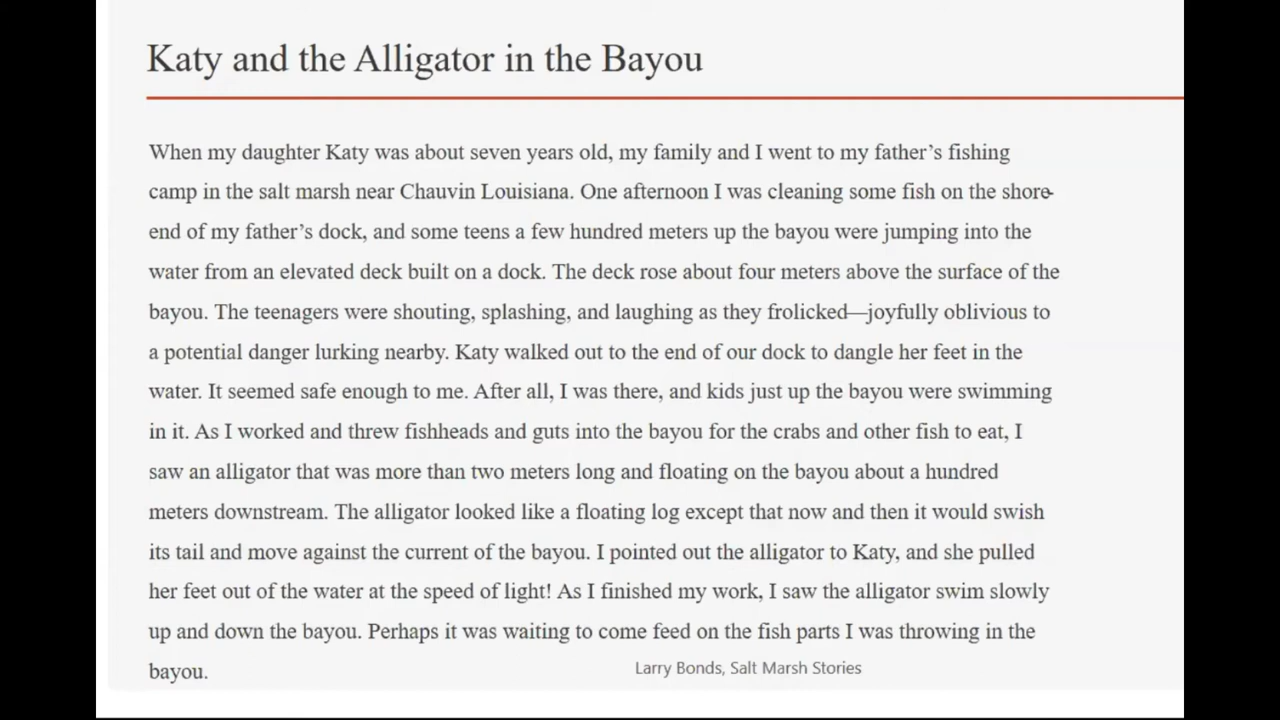 Katy and the Alligator in the Bayou
When my daughter Katy was about seven years old, my family and I went to my father’s fishing
camp in the salt marsh near Chauvin Louisiana. One afternoon I was cleaning some fish on the shore-
end of my father’s dock, and some teens a few hundred meters up the bayou were jumping into the
water from an elevated deck built on a dock. The deck rose about four meters above the surface of the
bayou. The teenagers were shouting, splashing, and laughing as they frolicked—joyfully oblivious to
a potential danger lurking nearby. Katy walked out to the end of our dock to dangle her feet in the
water. It seemed safe enough to me. After all, I was there, and kids just up the bayou were swimming
in it. As I worked and threw fishheads and guts into the bayou for the crabs and other fish to eat, I
saw an alligator that was more than two meters long and floating on the bayou about a hundred
meters downstream. The alligator looked like a floating log except that now and then it would swish
its tail and move against the current of the bayou. I pointed out the alligator to Katy, and she pulled
her feet out of the water at the speed of light! As I finished my work, I saw the alligator swim slowly
up and down the bayou. Perhaps it was waiting to come feed on the fish parts I was throwing in the
bayou.
Larry Bonds, Salt Marsh Stories